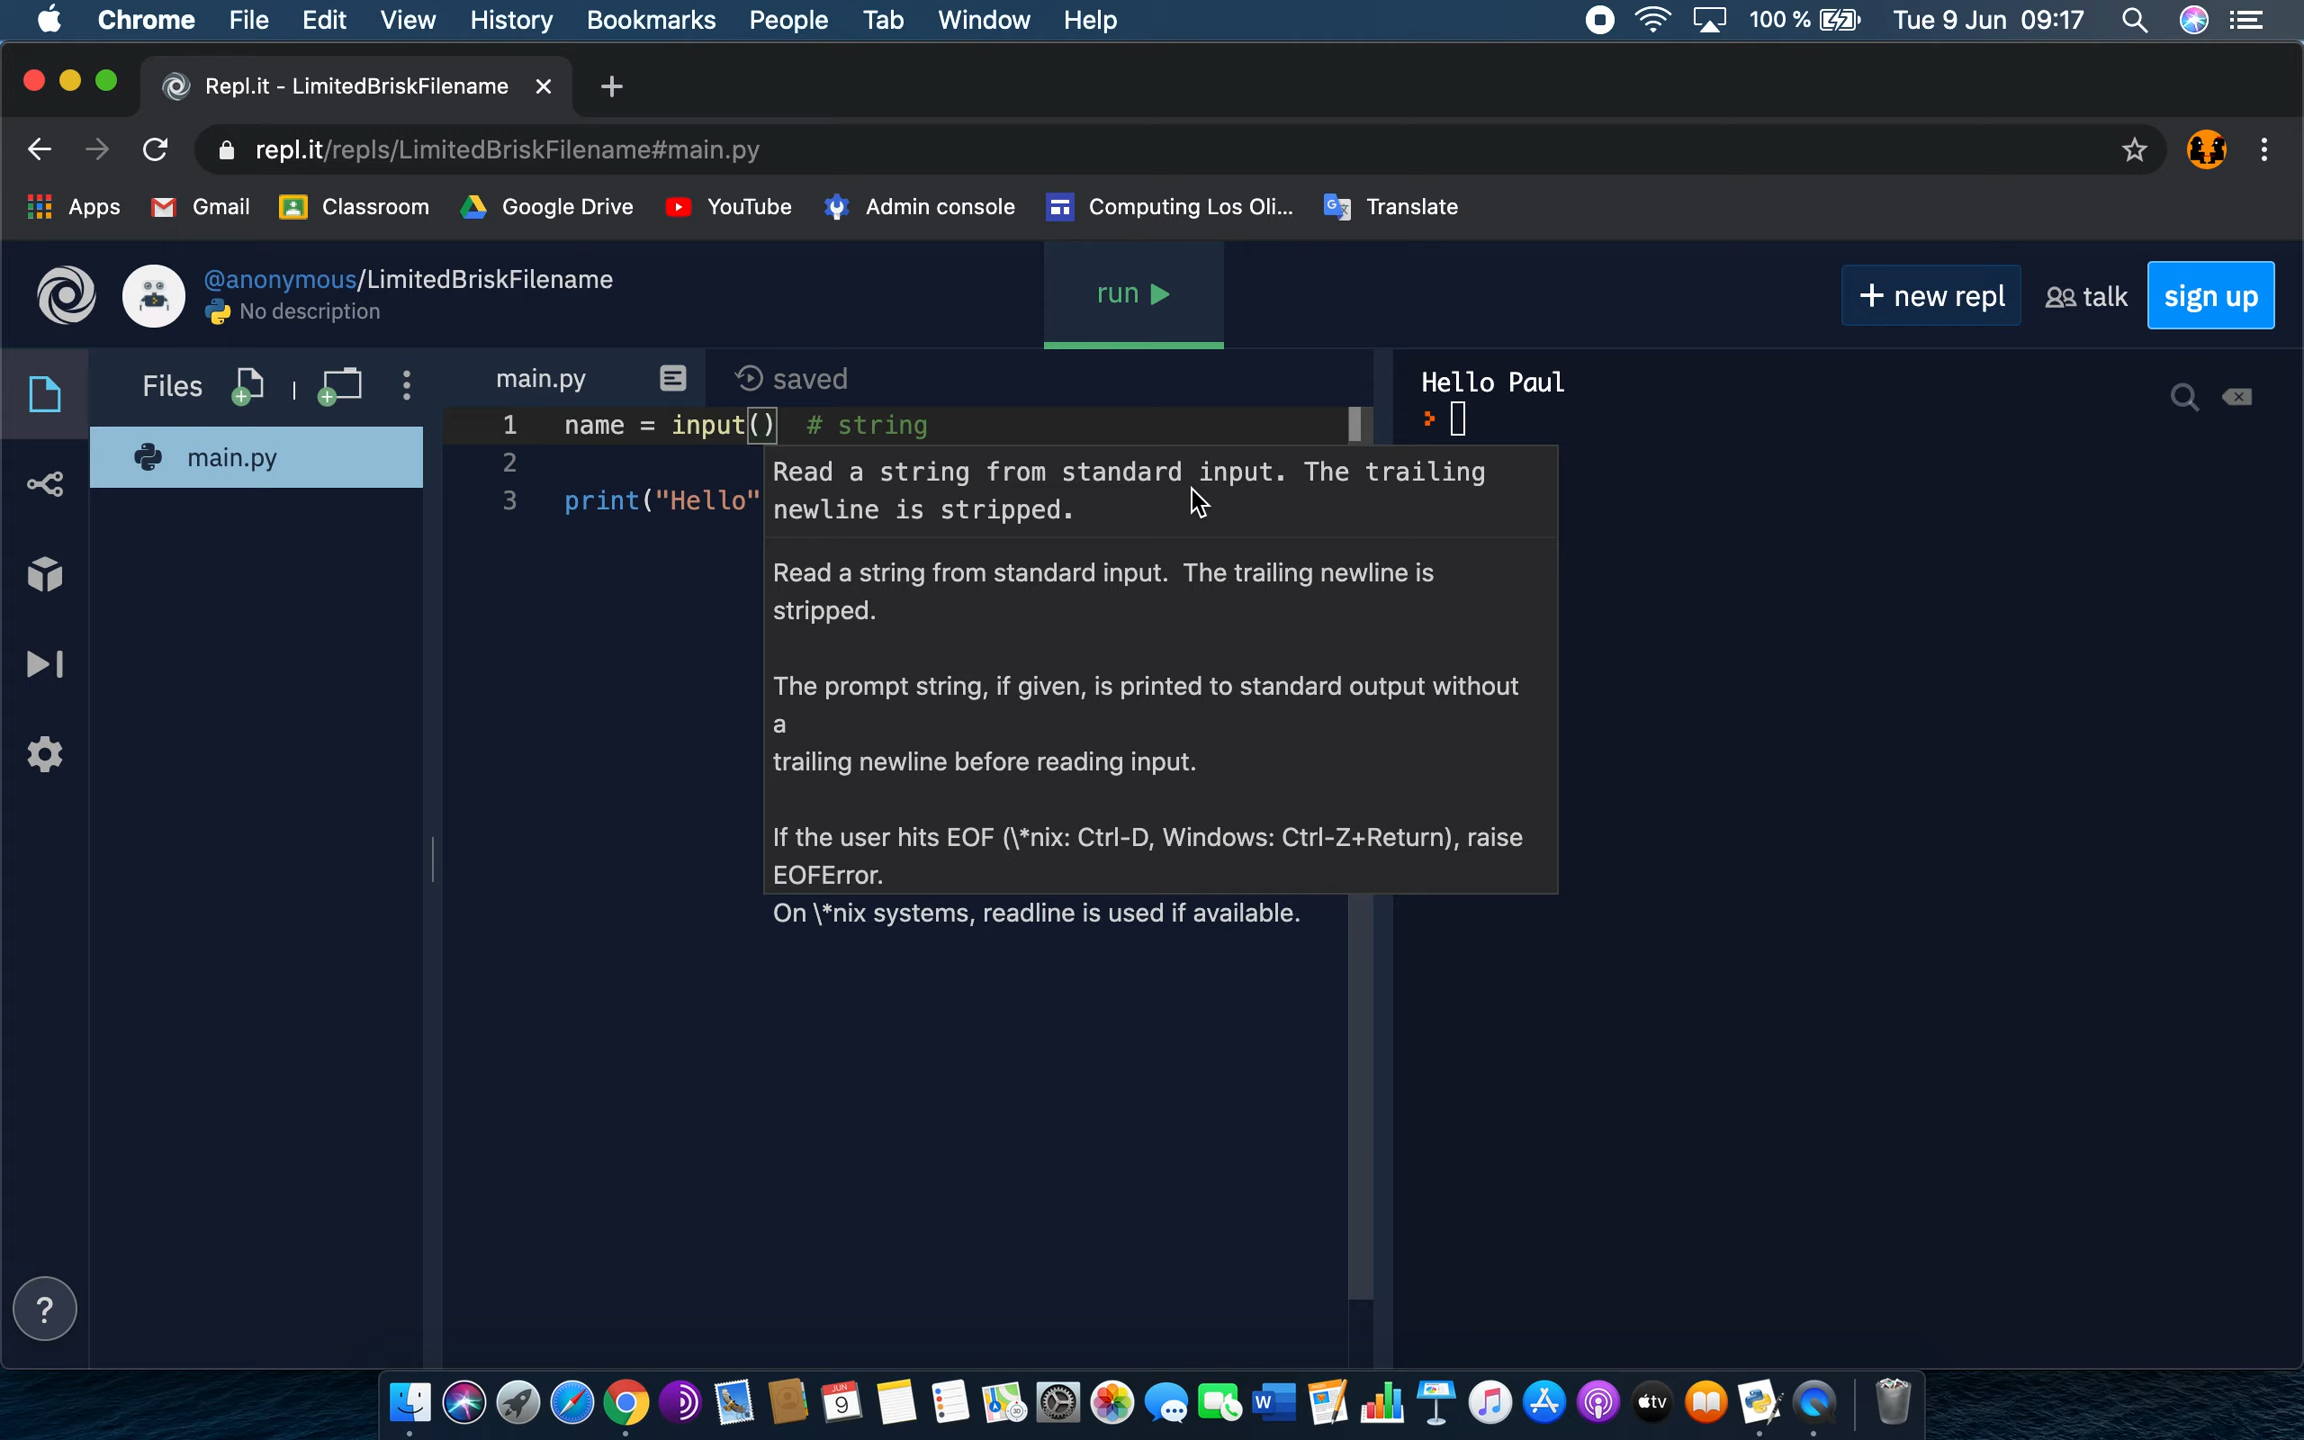 Chrome File Edit View History Bookmarks People Tab Window Help 100 % Tue 9 Jun 09:17
Repl.it - LimitedBriskFilename
repl.it/repls/LimitedBriskFilename#main.py
Apps Gmail Classroom Google Drive YouTube Admin console Computing Los Oli... Translate
@anonymous/LimitedBriskFilename
No description
run
+ new repl
talk
sign up
Files
main.py
main.py
saved
1 name = input() # string
2
3 print("Hello"
Read a string from standard input. The trailing
newline is stripped.
Read a string from standard input. The trailing newline is
stripped.
The prompt string, if given, is printed to standard output without
a
trailing newline before reading input.
If the user hits EOF (\*nix: Ctrl-D, Windows: Ctrl-Z+Return), raise
EOFError.
On \*nix systems, readline is used if available.
Hello Paul
?
JUN
9
3D
W
tv